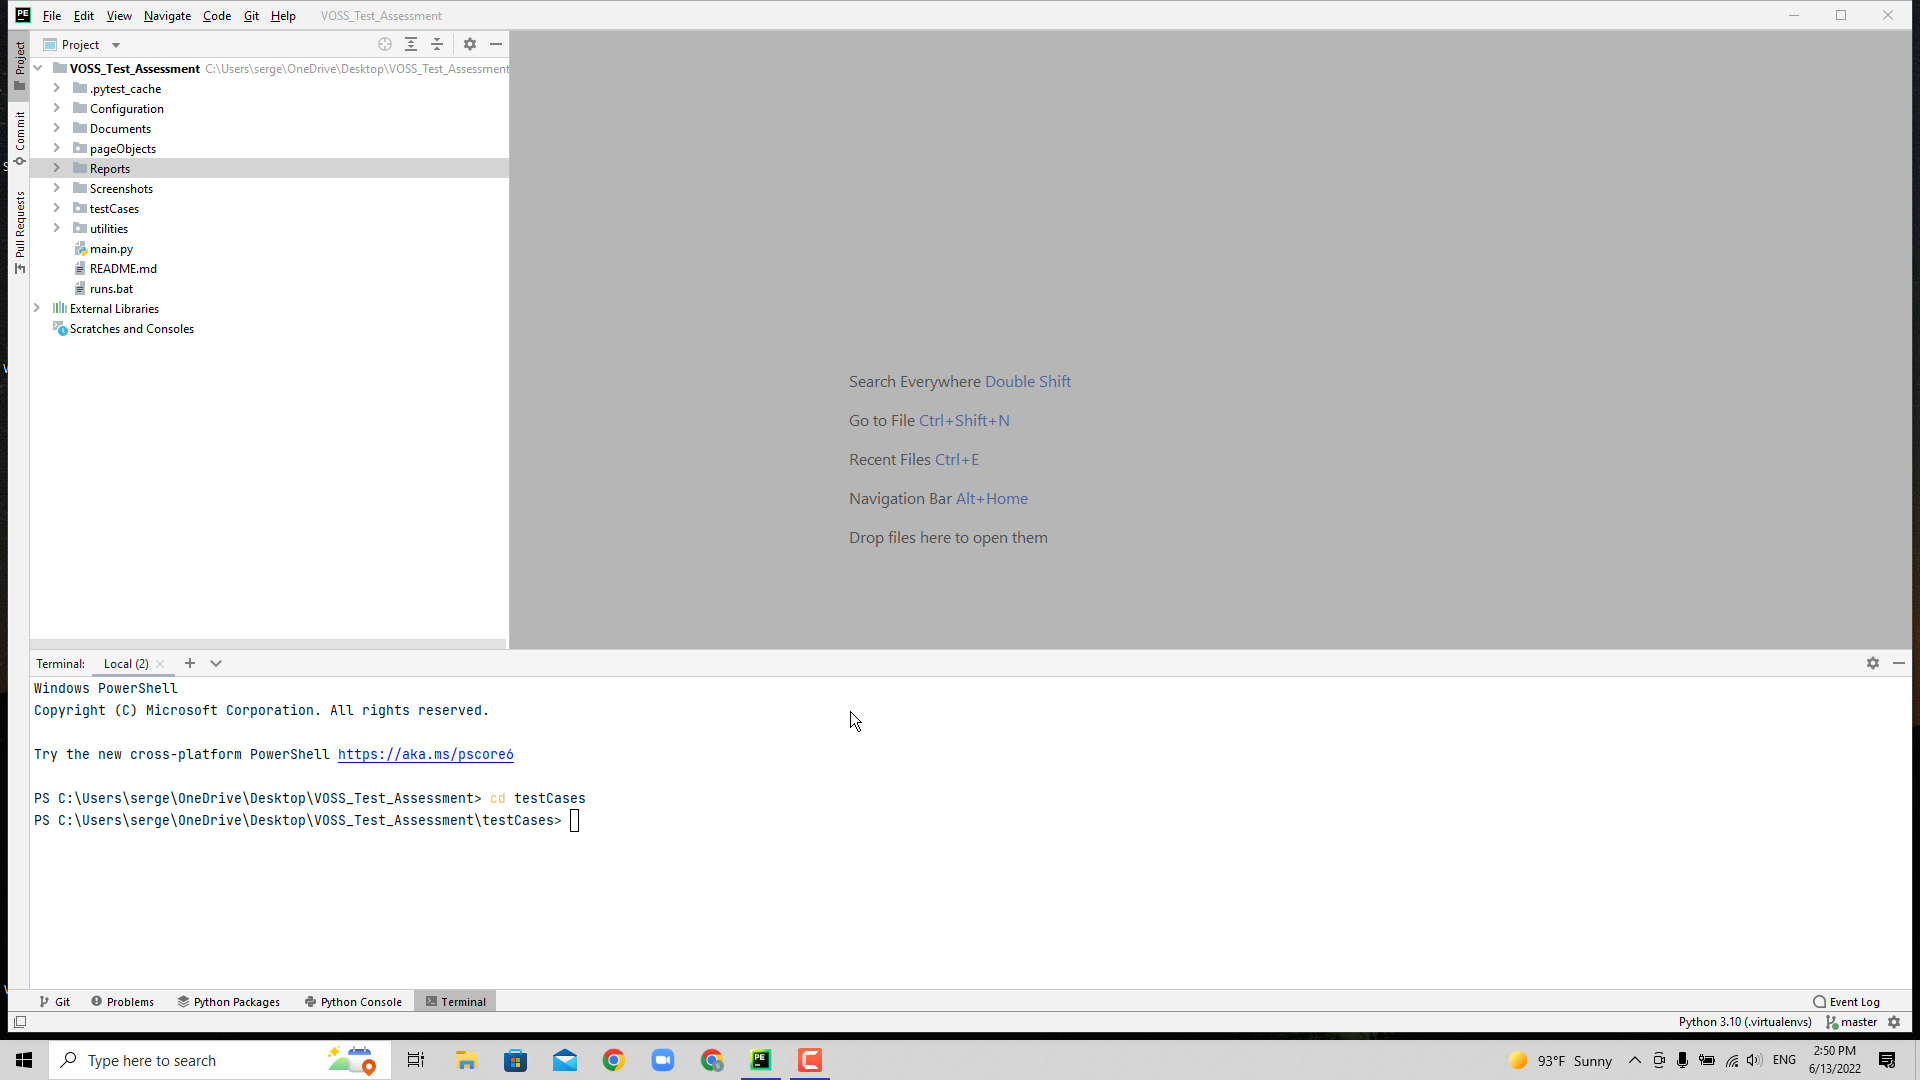 PE File Edit View Navigate Code Git Help VOSS_Test_Assessment
Project
Commit
Pull Requests
Project
VOSS_Test_Assessment C:\Users\serge\OneDrive\Desktop\VOSS_Test_Assessment
.pytest_cache
Configuration
Documents
pageObjects
Reports
Screenshots
testCases
utilities
main.py
README.md
runs.bat
External Libraries
Scratches and Consoles
Search Everywhere Double Shift
Go to File Ctrl+Shift+N
Recent Files Ctrl+E
Navigation Bar Alt+Home
Drop files here to open them
Terminal: Local (2)
Windows PowerShell
Copyright (C) Microsoft Corporation. All rights reserved.
Try the new cross-platform PowerShell https://aka.ms/pscore6
PS C:\Users\serge\OneDrive\Desktop\VOSS_Test_Assessment> cd testCases
PS C:\Users\serge\OneDrive\Desktop\VOSS_Test_Assessment\testCases>
Git Problems Python Packages Python Console Terminal Event Log
Python 3.10 (.virtualenvs) master
Type here to search
PE
93°F Sunny ENG
2:50 PM
6/13/2022